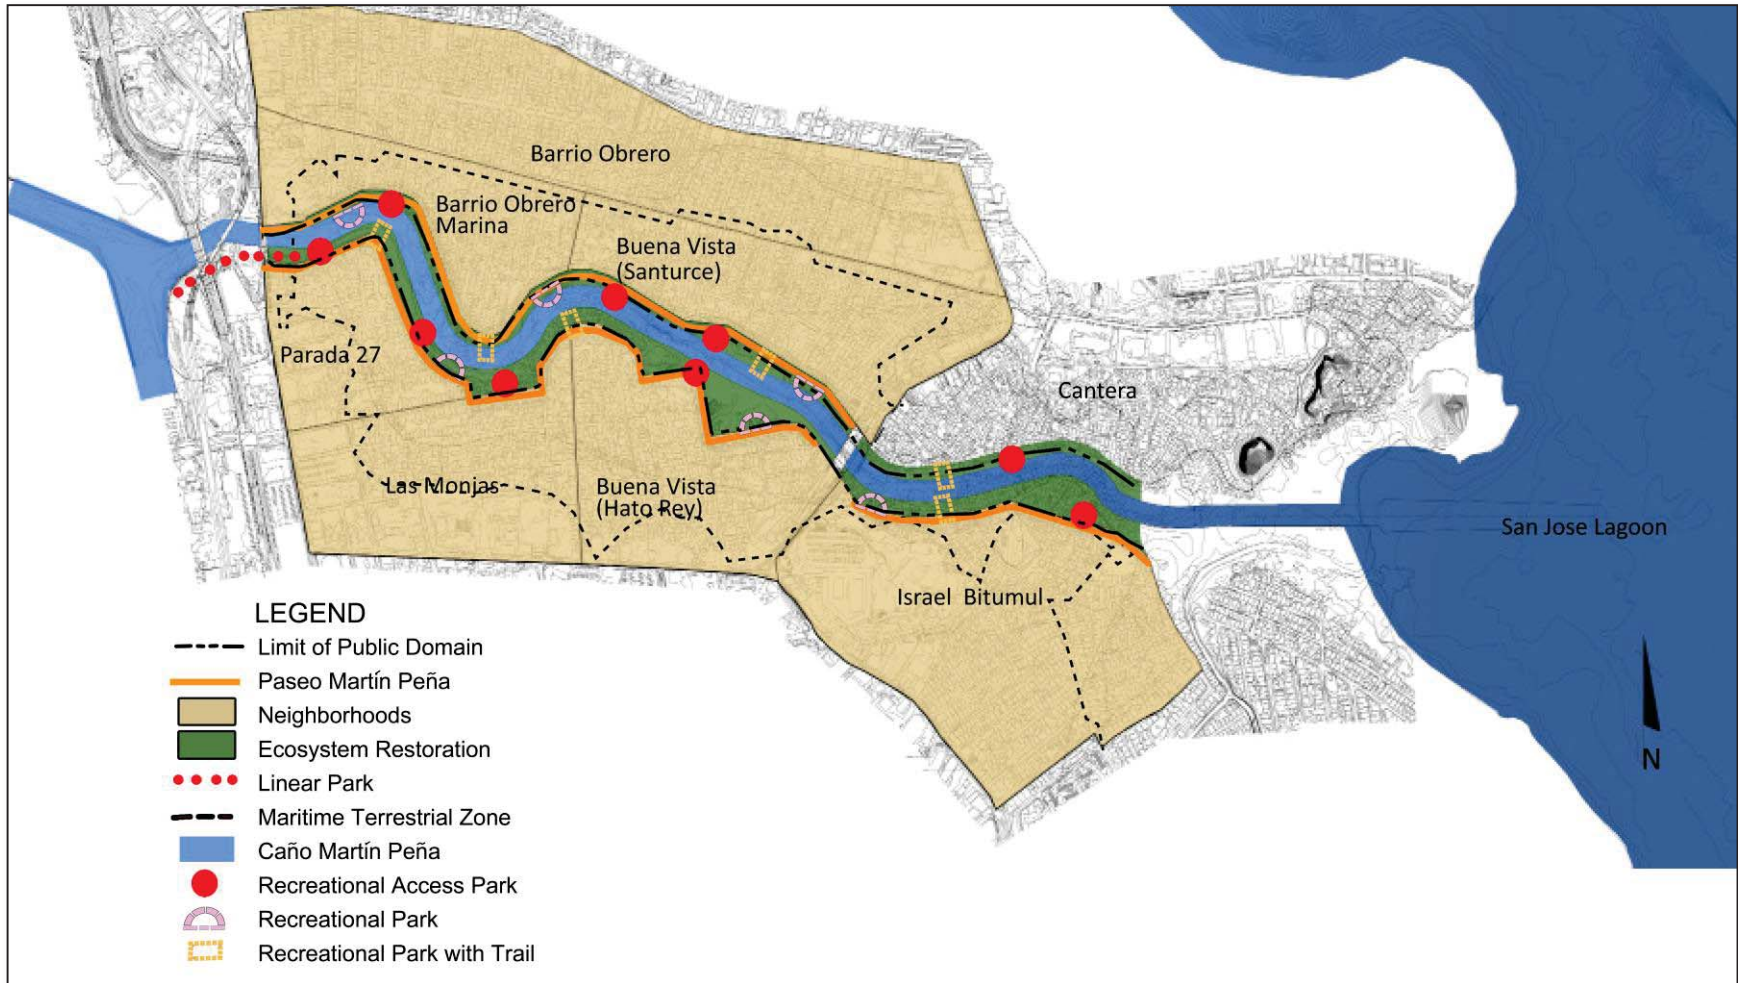 Barrio Obrero
Barrio Obrero
Marina
Buena Vista
(Santurce)
Parada 27
Cantera
Las Monjas
Buena Vista
(Hato Rey)
San Jose Lagoon
Israel Bitumul
LEGEND
Limit of Public Domain
Paseo Martín Peña
Neighborhoods
Ecosystem Restoration
Linear Park
Maritime Terrestrial Zone
Caño Martín Peña
Recreational Access Park
Recreational Park
Recreational Park with Trail
N